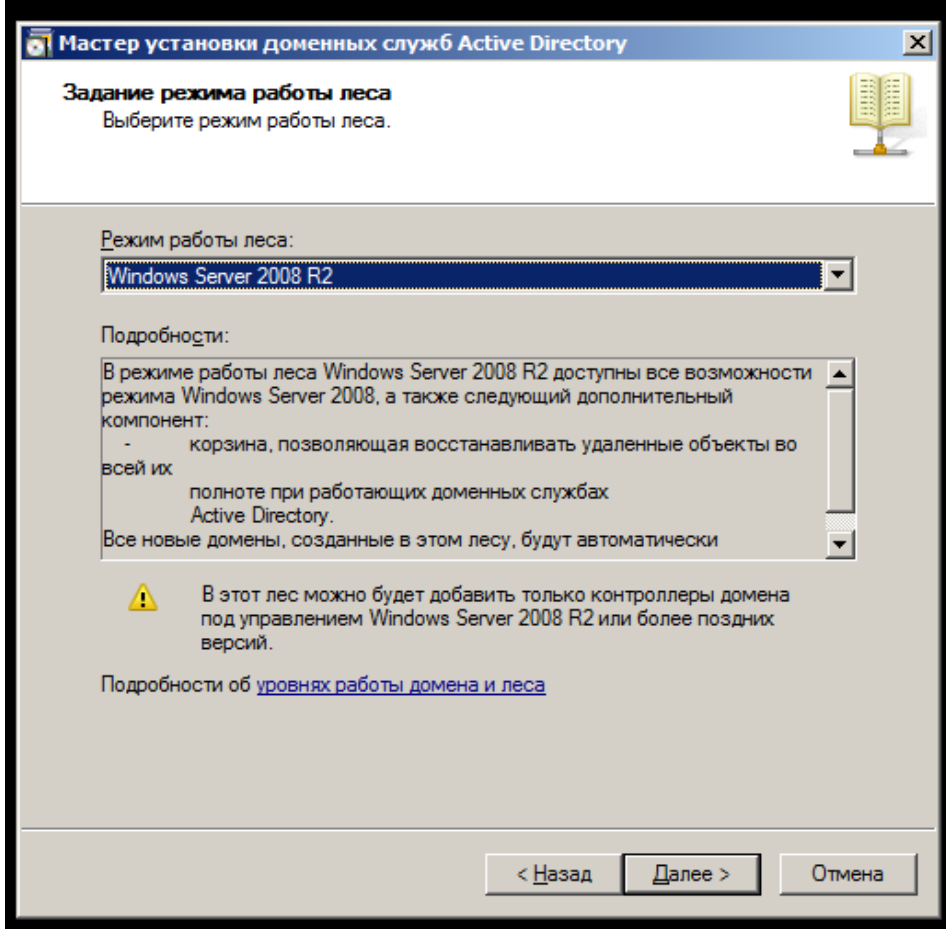 Мастер установки доменных служб Active Directory
Задание режима работы леса
Выберите режим работы леса.
Режим работы леса:
Windows Server 2008 R2
Подробности:
В режиме работы леса Windows Server 2008 R2 доступны все возможности
режима Windows Server 2008, а также следующий дополнительный
компонент:
- корзина, позволяющая восстанавливать удаленные объекты во
всей их
полноте при работающих доменных службах
Active Directory.
Все новые домены, созданные в этом лесу, будут автоматически
В этот лес можно будет добавить только контроллеры домена
под управлением Windows Server 2008 R2 или более поздних
версий.
Подробности об уровнях работы домена и леса
< Назад
Далее >
Отмена